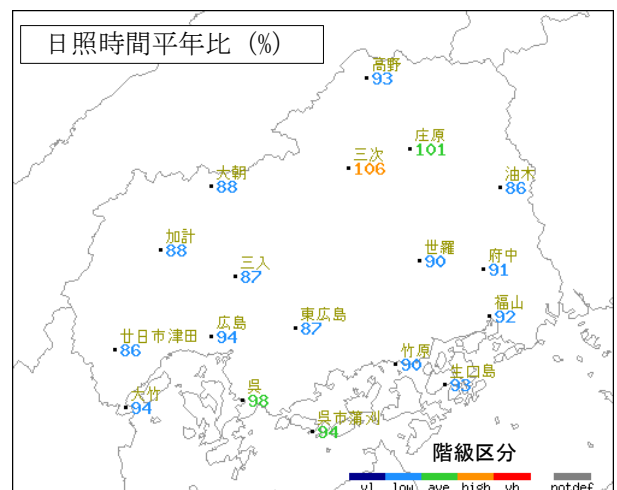 日照時間平年比 (%)
高野
93
庄原
101
三次
106
大朝
88
油木
86
加計
88
三入
87
世羅
90
府中
91
福山
92
広島
94
東広島
87
廿日市津田
86
竹原
90
生口島
93
大竹
94
呉
98
呉市蒲刈
94
階級区分
vl low ave high vh notdef